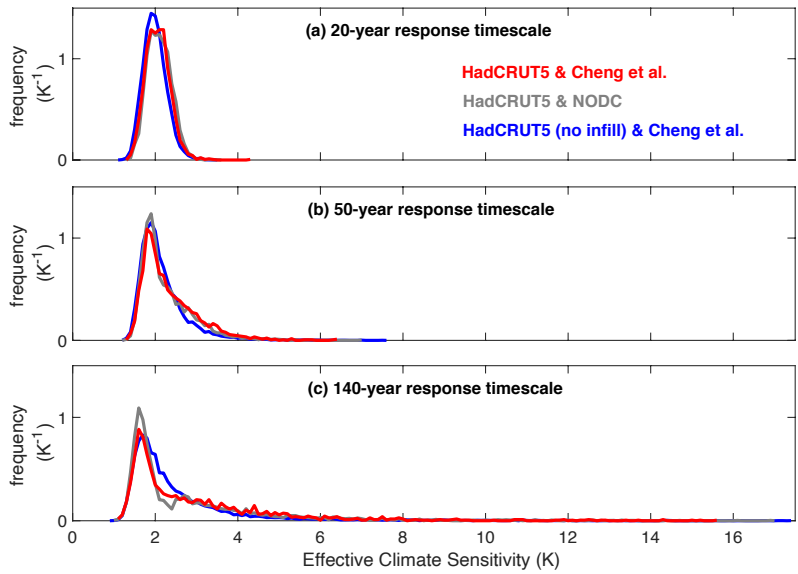 (a) 20-year response timescale
HadCRUT5 & Cheng et al.
HadCRUT5 & NODC
HadCRUT5 (no infill) & Cheng et al.
frequency
(K⁻¹)
1
0
(b) 50-year response timescale
frequency
(K⁻¹)
1
0
(c) 140-year response timescale
frequency
(K⁻¹)
1
0
0 2 4 6 8 10 12 14 16
Effective Climate Sensitivity (K)